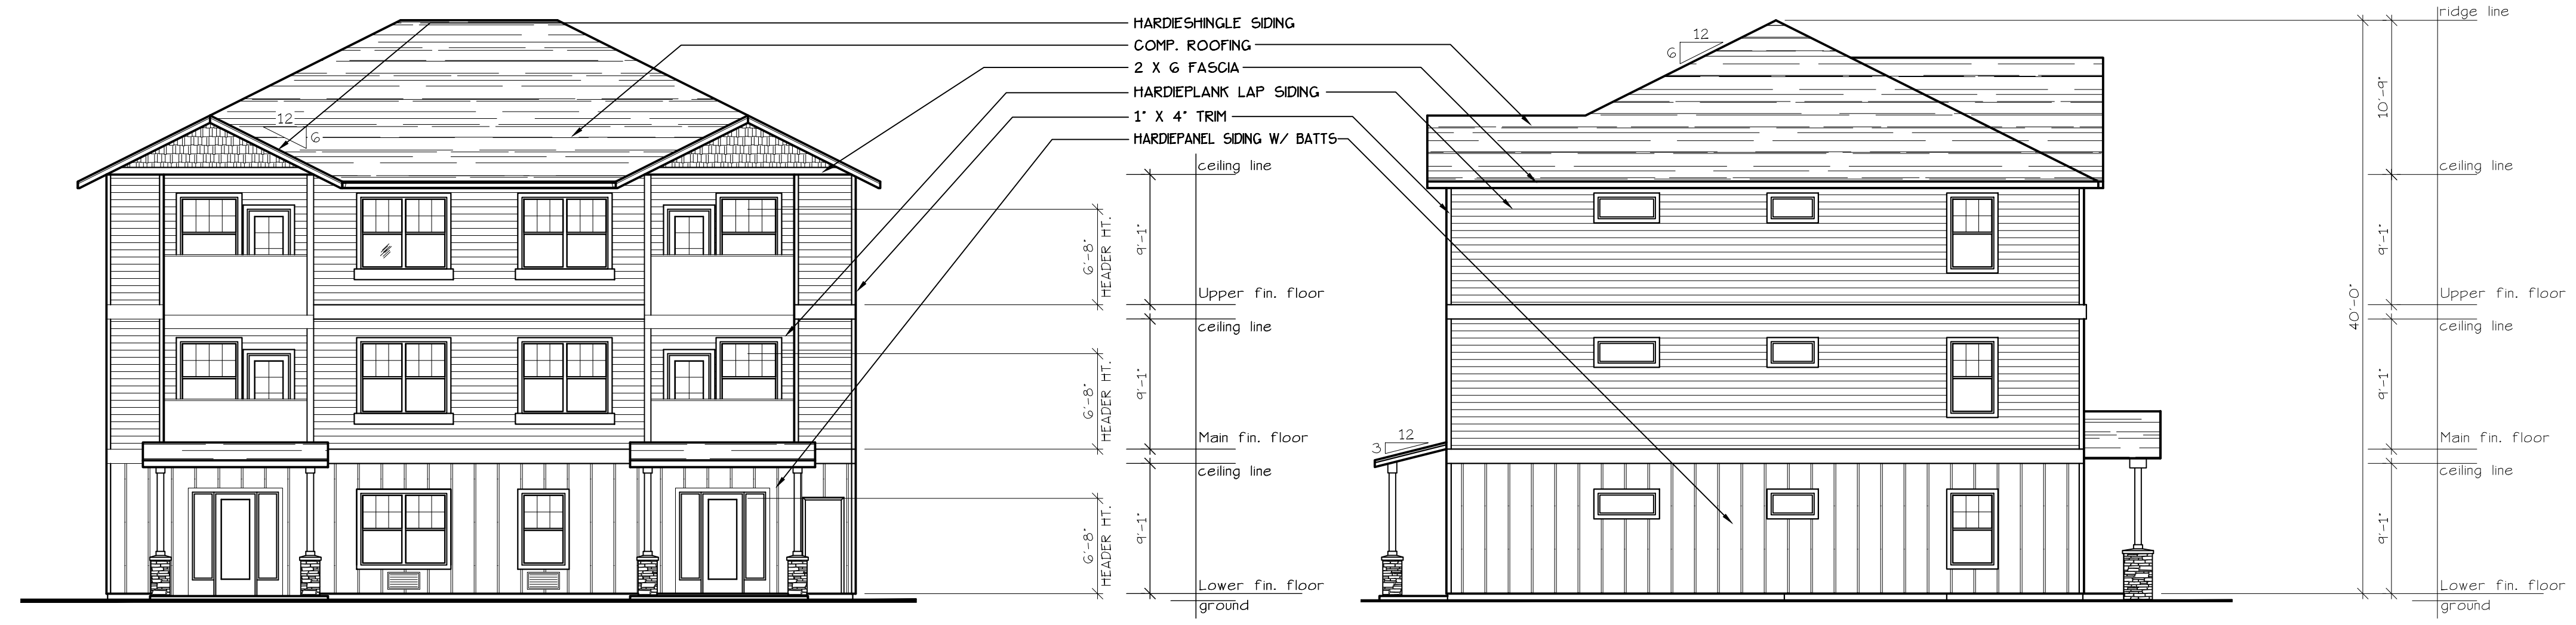 HARDIESHINGLE SIDING
COMP. ROOFING
2 X 6 FASCIA
HARDIEPLANK LAP SIDING
1" X 4" TRIM
HARDIEPANEL SIDING W/ BATTS
12
6
ceiling line
Upper fin. floor
ceiling line
Main fin. floor
ceiling line
Lower fin. floor
ground
6'-8"
HEADER HT.
9'-1"
6'-8"
HEADER HT.
9'-1"
6'-8"
HEADER HT.
9'-1"
12
6
12
3
40'-0"
10'-9"
9'-1"
9'-1"
9'-1"
ridge line
ceiling line
Upper fin. floor
ceiling line
Main fin. floor
ceiling line
Lower fin. floor
ground